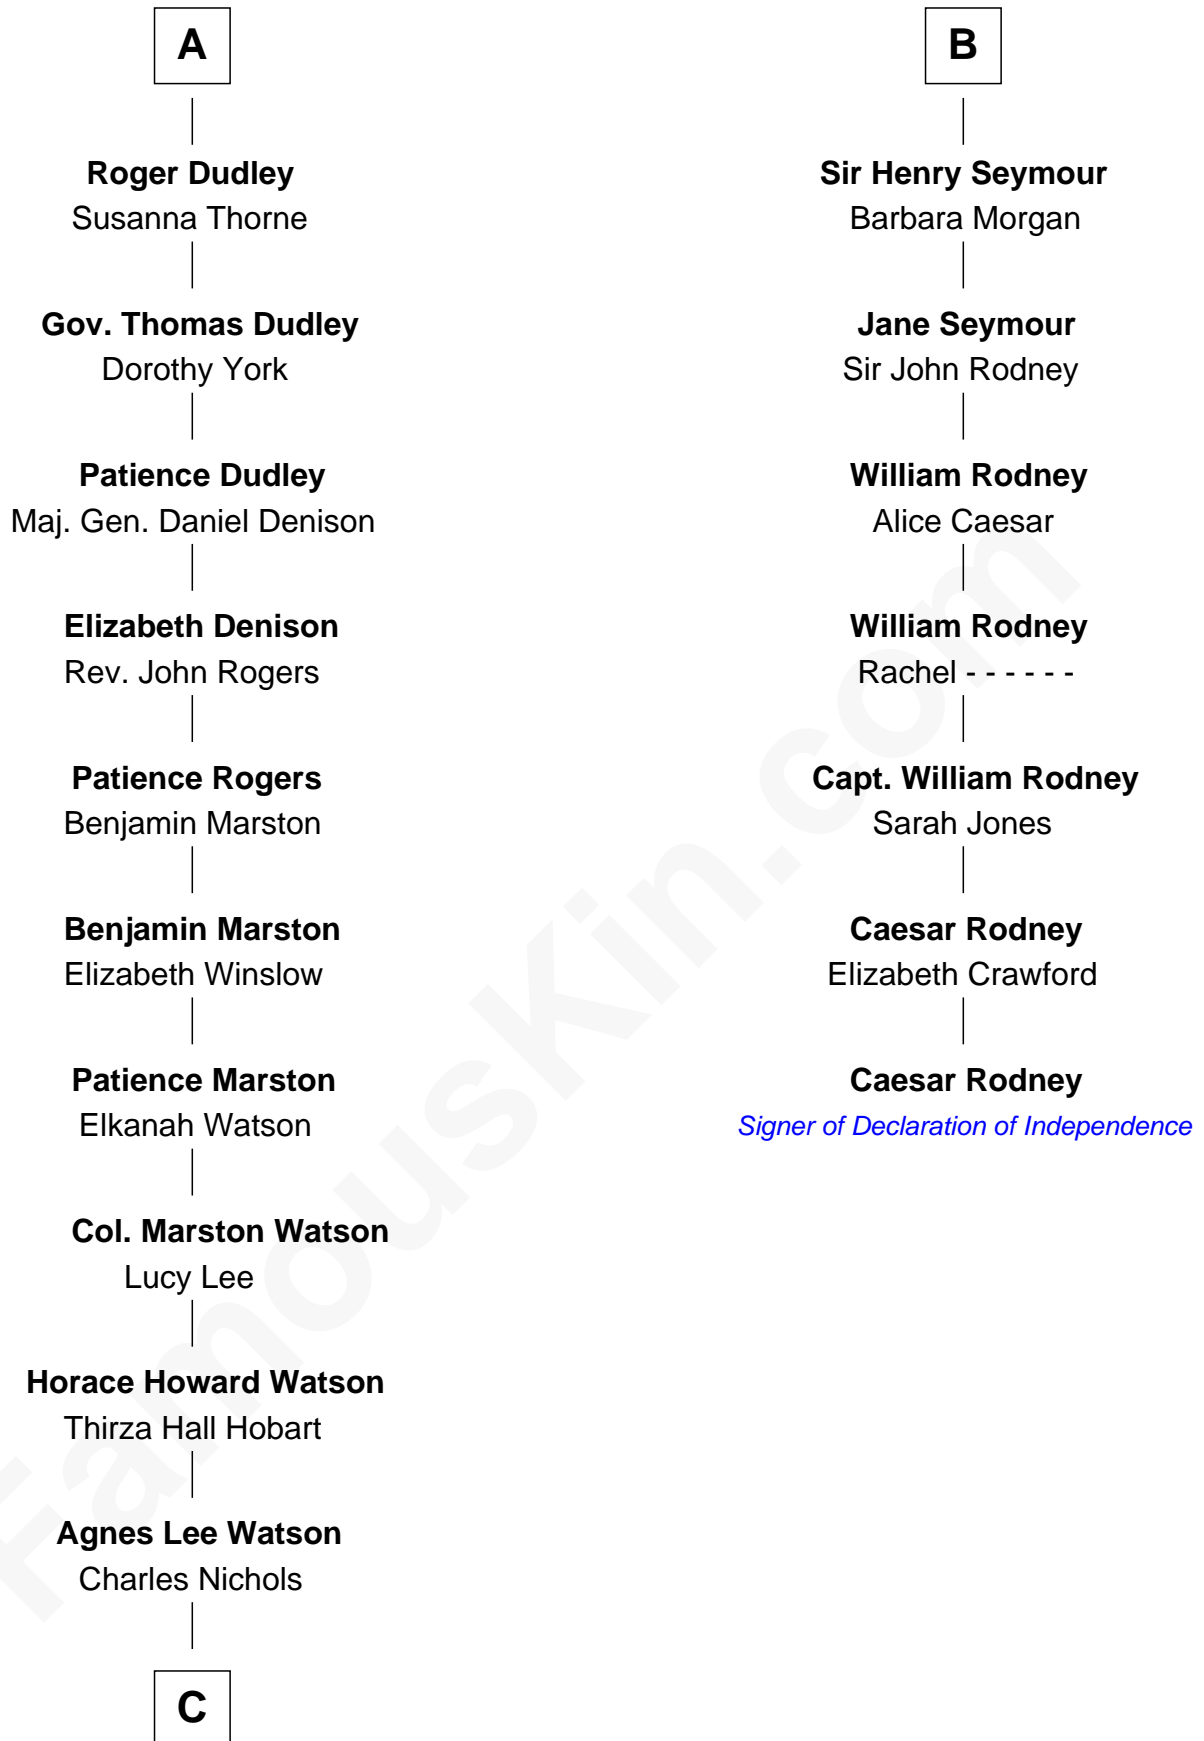 A
Roger Dudley
Susanna Thorne
Gov. Thomas Dudley
Dorothy York
Patience Dudley
Maj. Gen. Daniel Denison
Elizabeth Denison
Rev. John Rogers
Patience Rogers
Benjamin Marston
Benjamin Marston
Elizabeth Winslow
Patience Marston
Elkanah Watson
Col. Marston Watson
Lucy Lee
Horace Howard Watson
Thirza Hall Hobart
Agnes Lee Watson
Charles Nichols
C
B
Sir Henry Seymour
Barbara Morgan
Jane Seymour
Sir John Rodney
William Rodney
Alice Caesar
William Rodney
Rachel - - - - - -
Capt. William Rodney
Sarah Jones
Caesar Rodney
Elizabeth Crawford
Caesar Rodney
Signer of Declaration of Independence
FamousKin.com